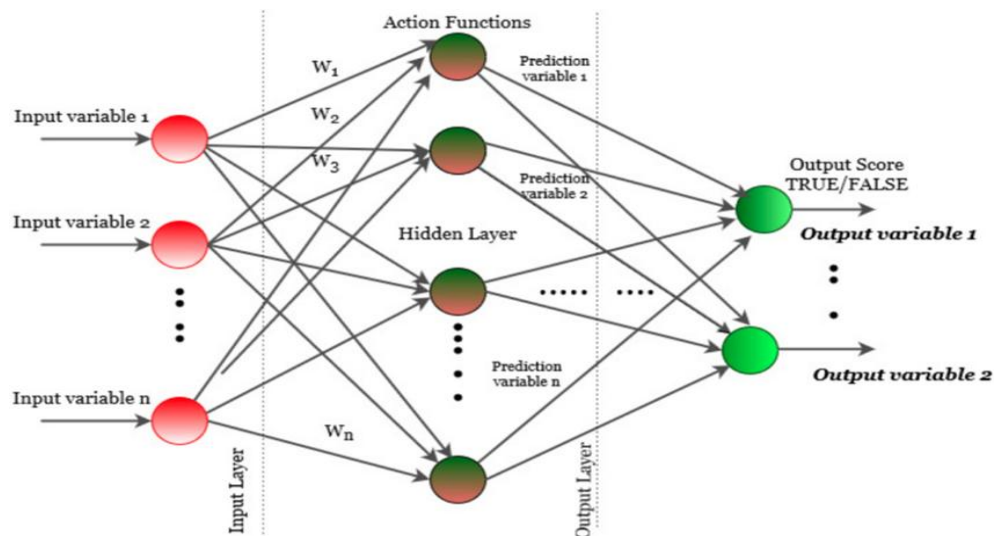 Action Functions
W1
Prediction
variable 1
Input variable 1
W2
W3
Output Score
TRUE/FALSE
Prediction
variable 2
Input variable 2
Hidden Layer
Output variable 1
Prediction
variable n
Output variable 2
Input variable n
Wn
Input Layer
Output Layer